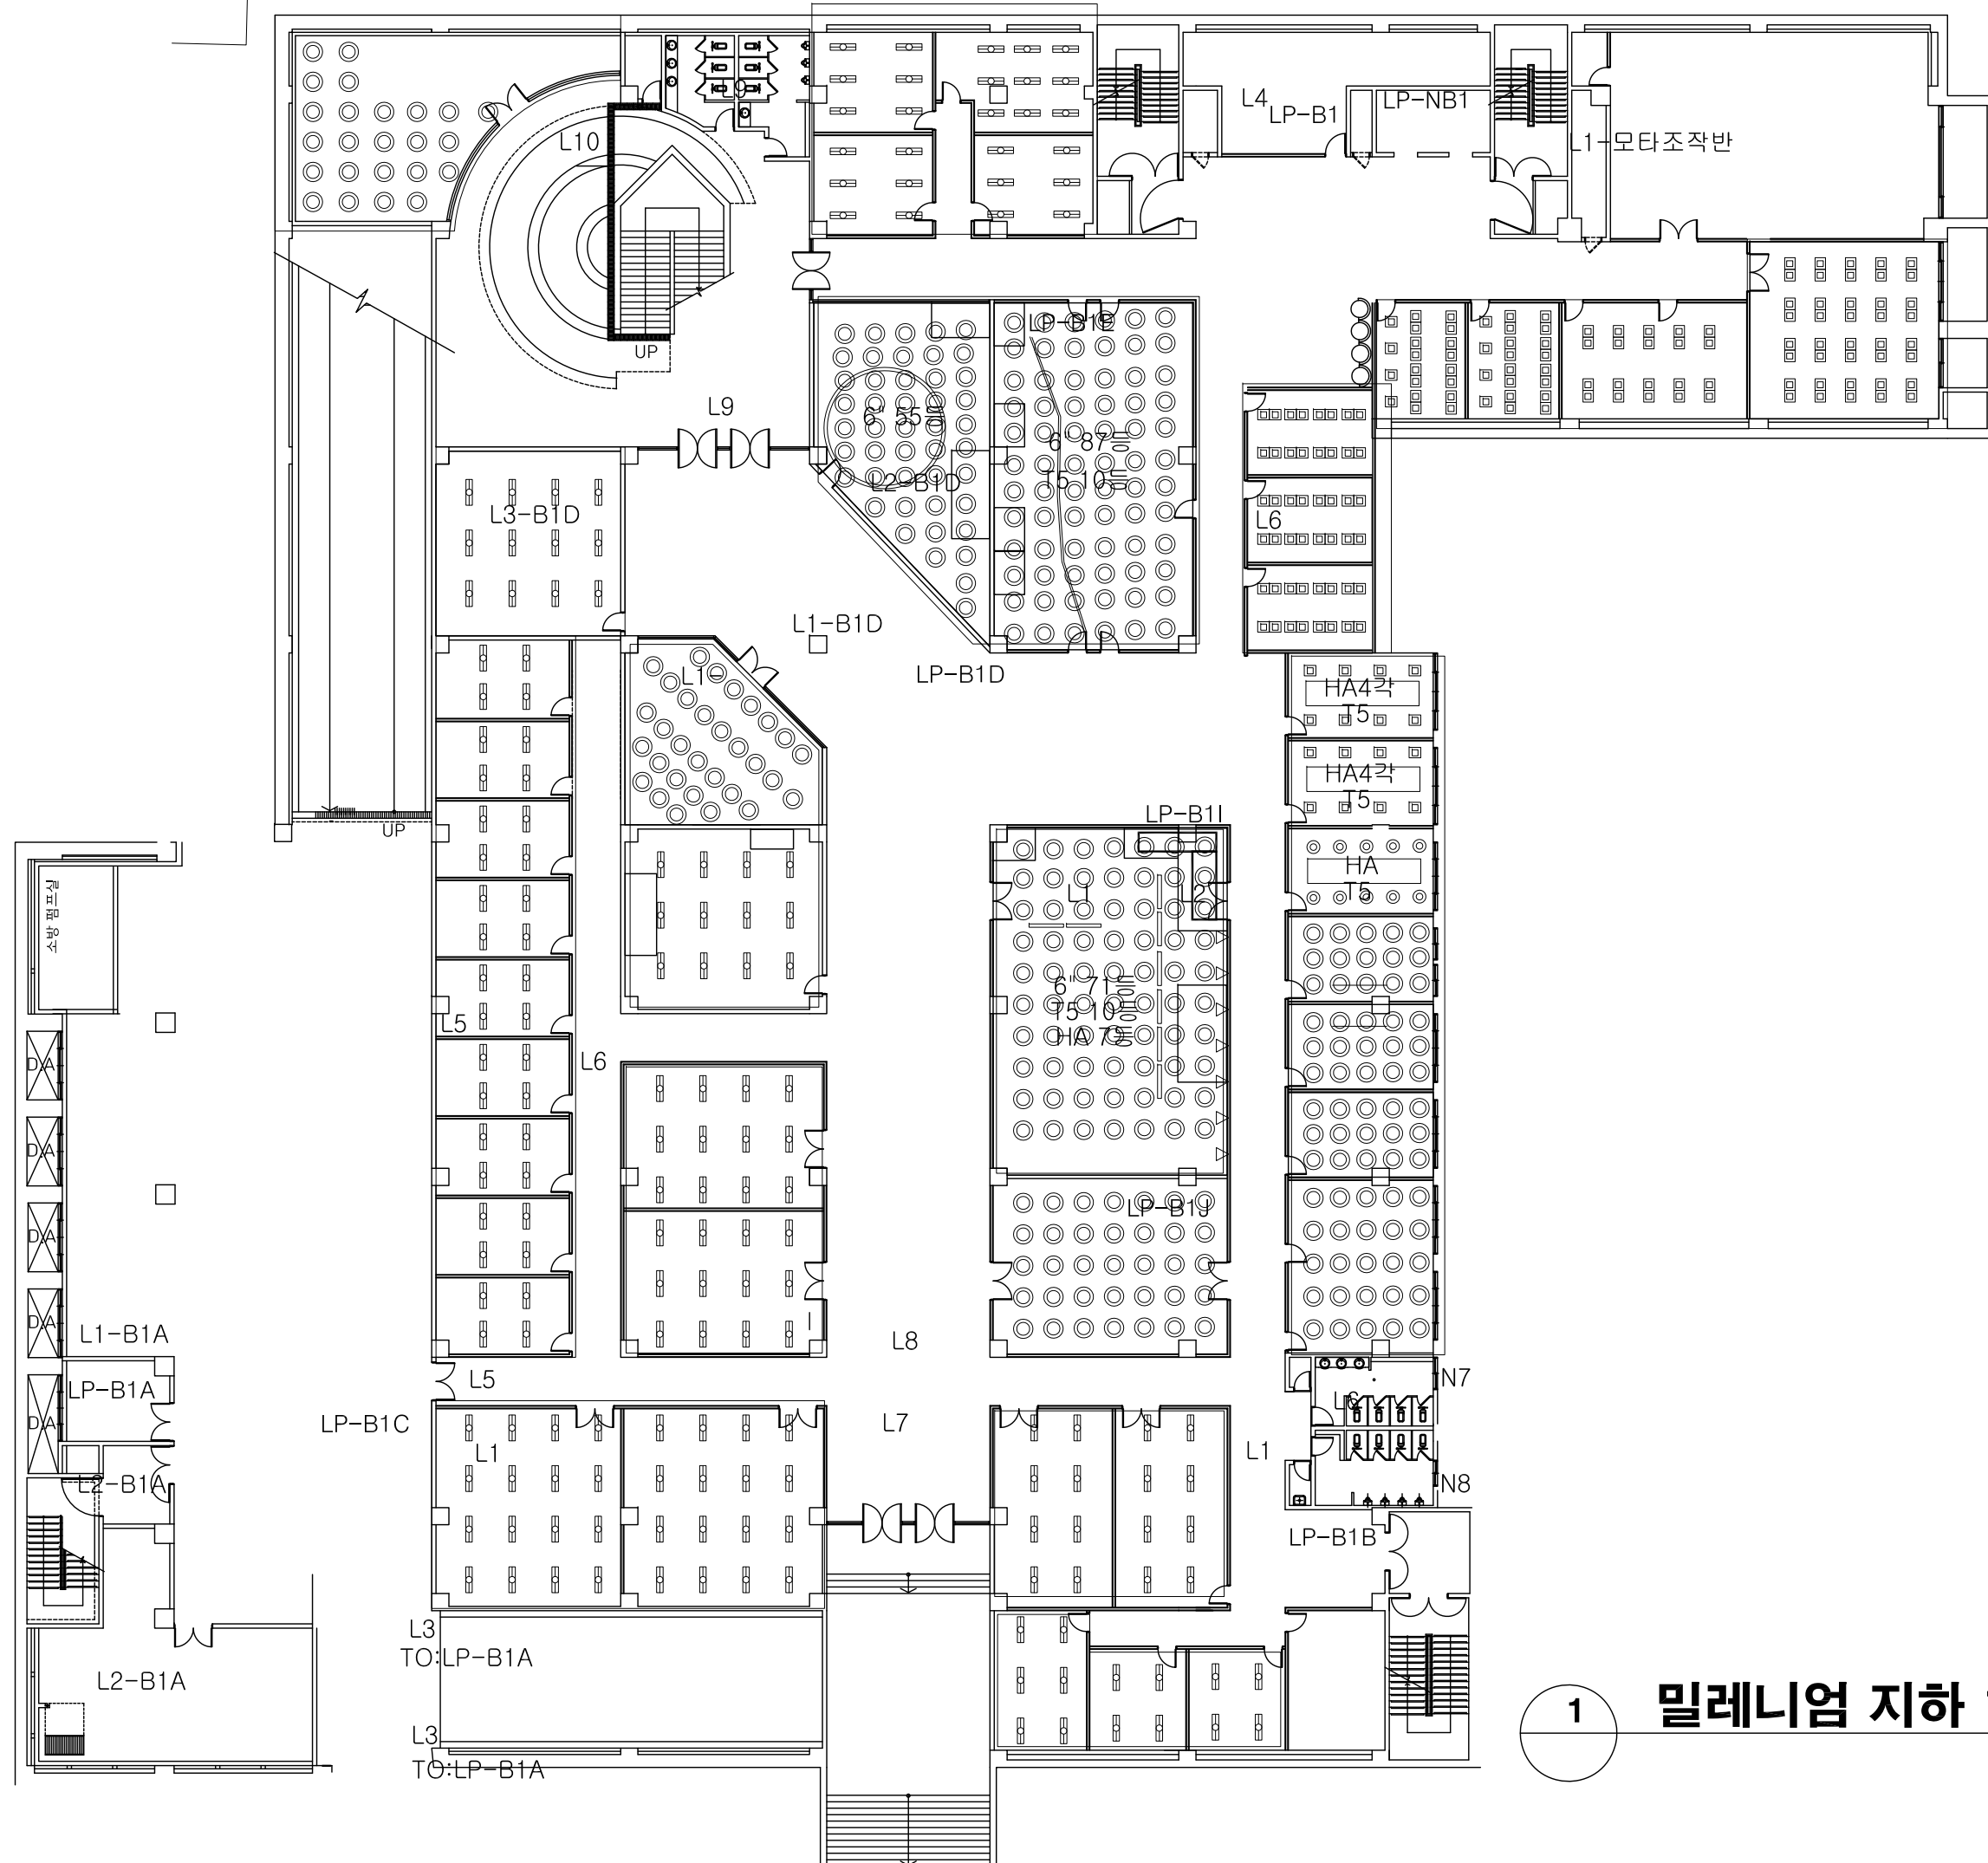 L9
L10
L4
LP-B1
LP-NB1
L1-모타조작반
UP
LP-B1E
L9
6" 55등
6" 87등
L2-B1D
T5 10등
L3-B1D
L6
L1-B1D
LP-B1D
L1-
HA4각
T5
HA4각
T5
UP
LP-B1I
HA
T5
L1
L2
소방 펌프실
6" 71등
T5 10등
HA 7등
L5
L6
D.A
D.A
LP-B1J
D.A
D.A
L1-B1A
L8
L5
N7
LP-B1A
L6
D.A
LP-B1C
L7
L1
L1
L2-B1A
N8
LP-B1B
L3
TO:LP-B1A
L2-B1A
L3
TO:LP-B1A
1
밀레니엄 지하